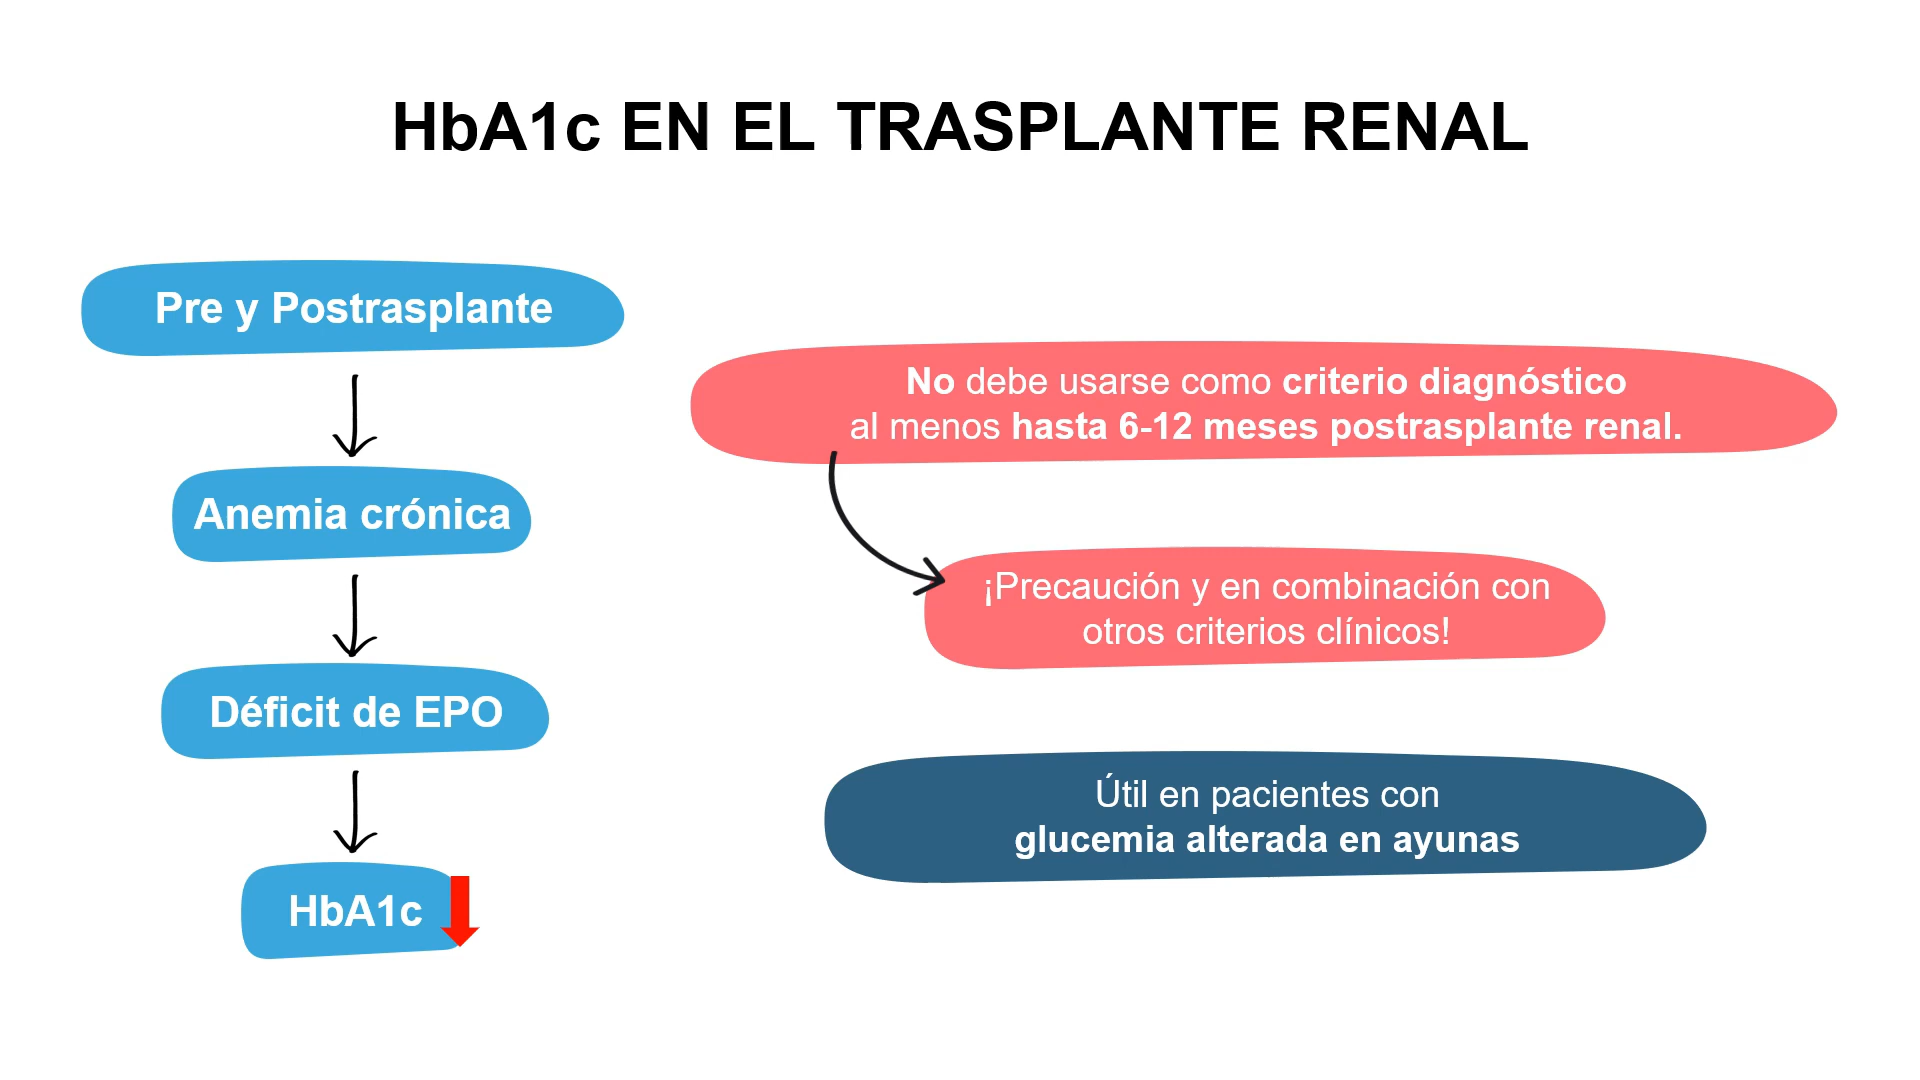 HbA1c EN EL TRASPLANTE RENAL
Pre y Postrasplante
Anemia crónica
Déficit de EPO
HbA1c
No debe usarse como criterio diagnóstico
al menos hasta 6-12 meses postrasplante renal.
¡Precaución y en combinación con
otros criterios clínicos!
Útil en pacientes con
glucemia alterada en ayunas